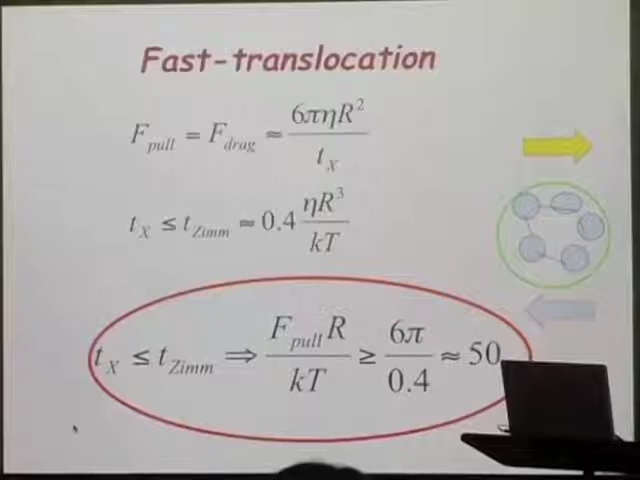 Fast-translocation
F_pull = F_drag ≈ 6πηR² / t_X
t_X ≤ t_Zimm ≈ 0.4 ηR³ / kT
t_X ≤ t_Zimm ⇒ F_pull R / kT ≥ 6π / 0.4 ≈ 50